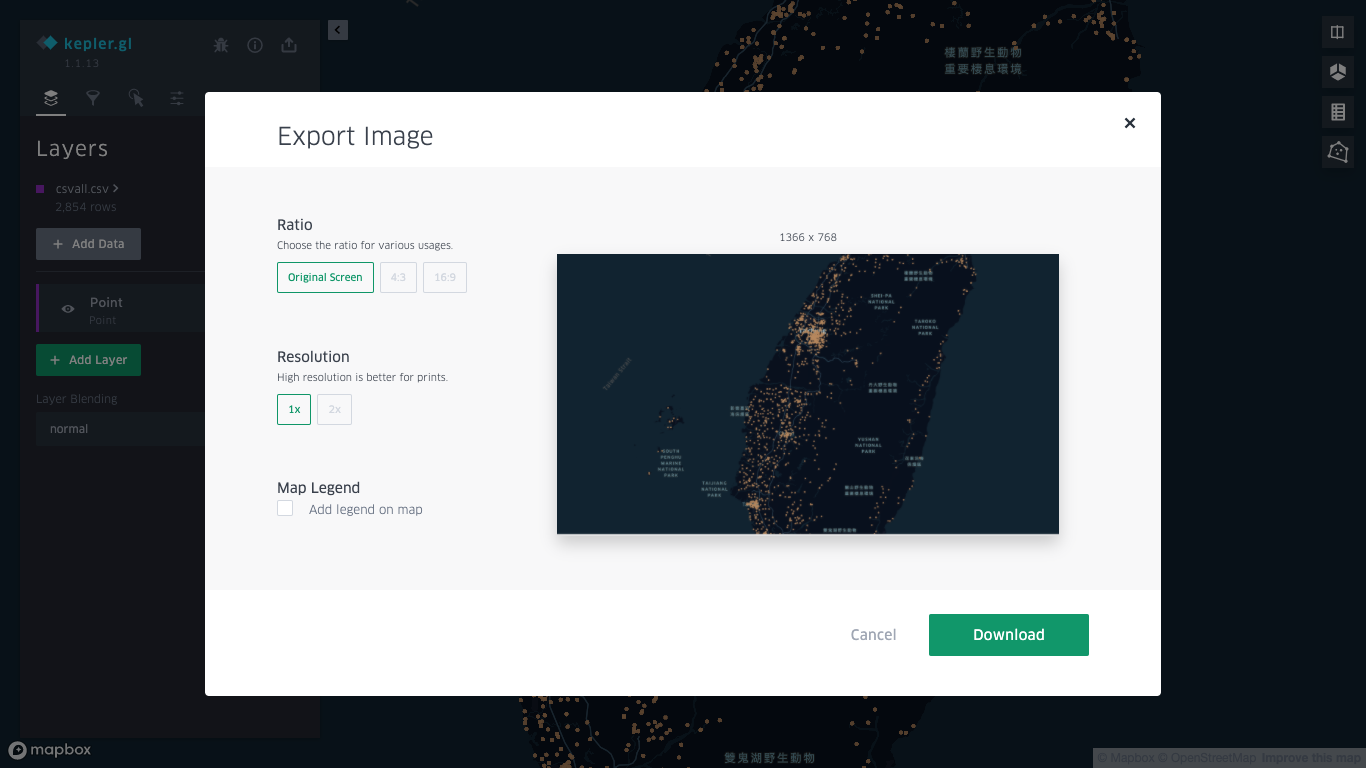 kepler.gl
1.1.13
Layers
csvall.csv
2,854 rows
+ Add Data
Point
Point
+ Add Layer
Layer Blending
normal
mapbox
樓蘭野生動物
重要棲息環境
Export Image
Ratio
Choose the ratio for various usages.
Original Screen
4:3
16:9
Resolution
High resolution is better for prints.
1x
2x
Map Legend
Add legend on map
1366 x 768
Taiwan Strait
SHEI-PA
NATIONAL
PARK
TAROKO
NATIONAL
PARK
YUSHAN
NATIONAL
PARK
SOUTH
PENGHU
MARINE
NATIONAL
PARK
TAIJIANG
NATIONAL
PARK
Cancel
Download
雙鬼湖野生動物
© Mapbox © OpenStreetMap Improve this map